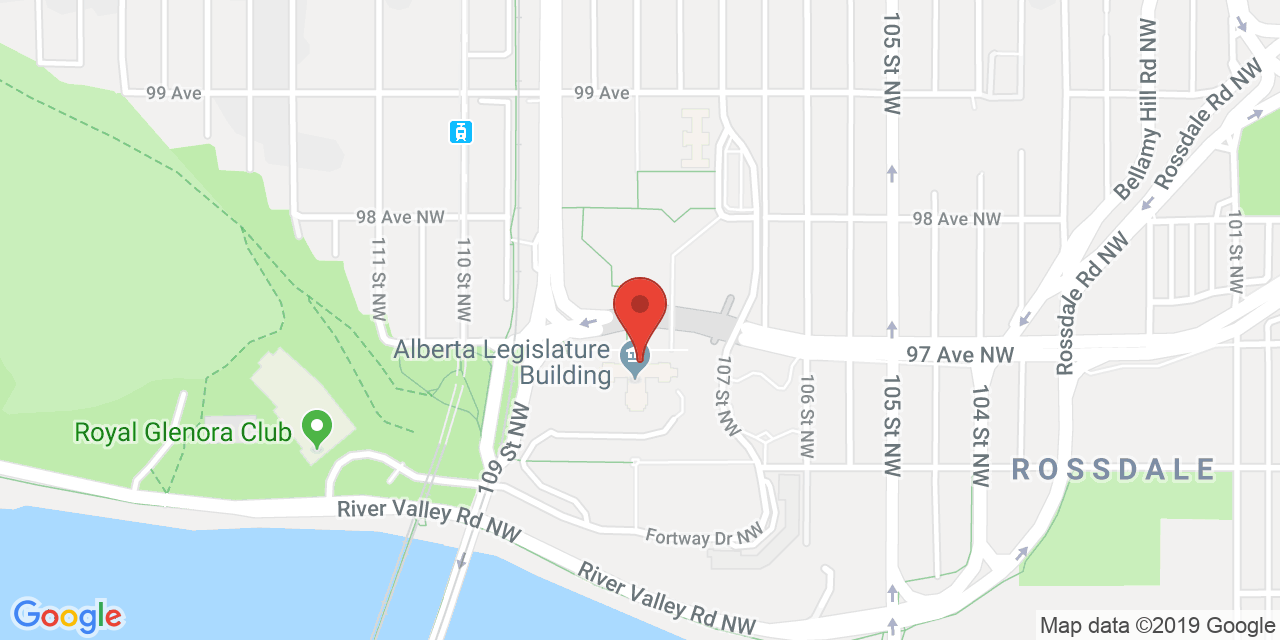 105 St NW
Bellamy Hill Rd NW
Rossdale Rd NW
99 Ave
99 Ave
98 Ave NW
98 Ave NW
101 St NW
111 St NW
110 St NW
Rossdale Rd NW
Alberta Legislature
Building
97 Ave NW
107 St NW
106 St NW
105 St NW
104 St NW
Royal Glenora Club
109 St NW
ROSSDALE
River Valley Rd NW
Fortway Dr NW
River Valley Rd NW
Google
Map data ©2019 Google